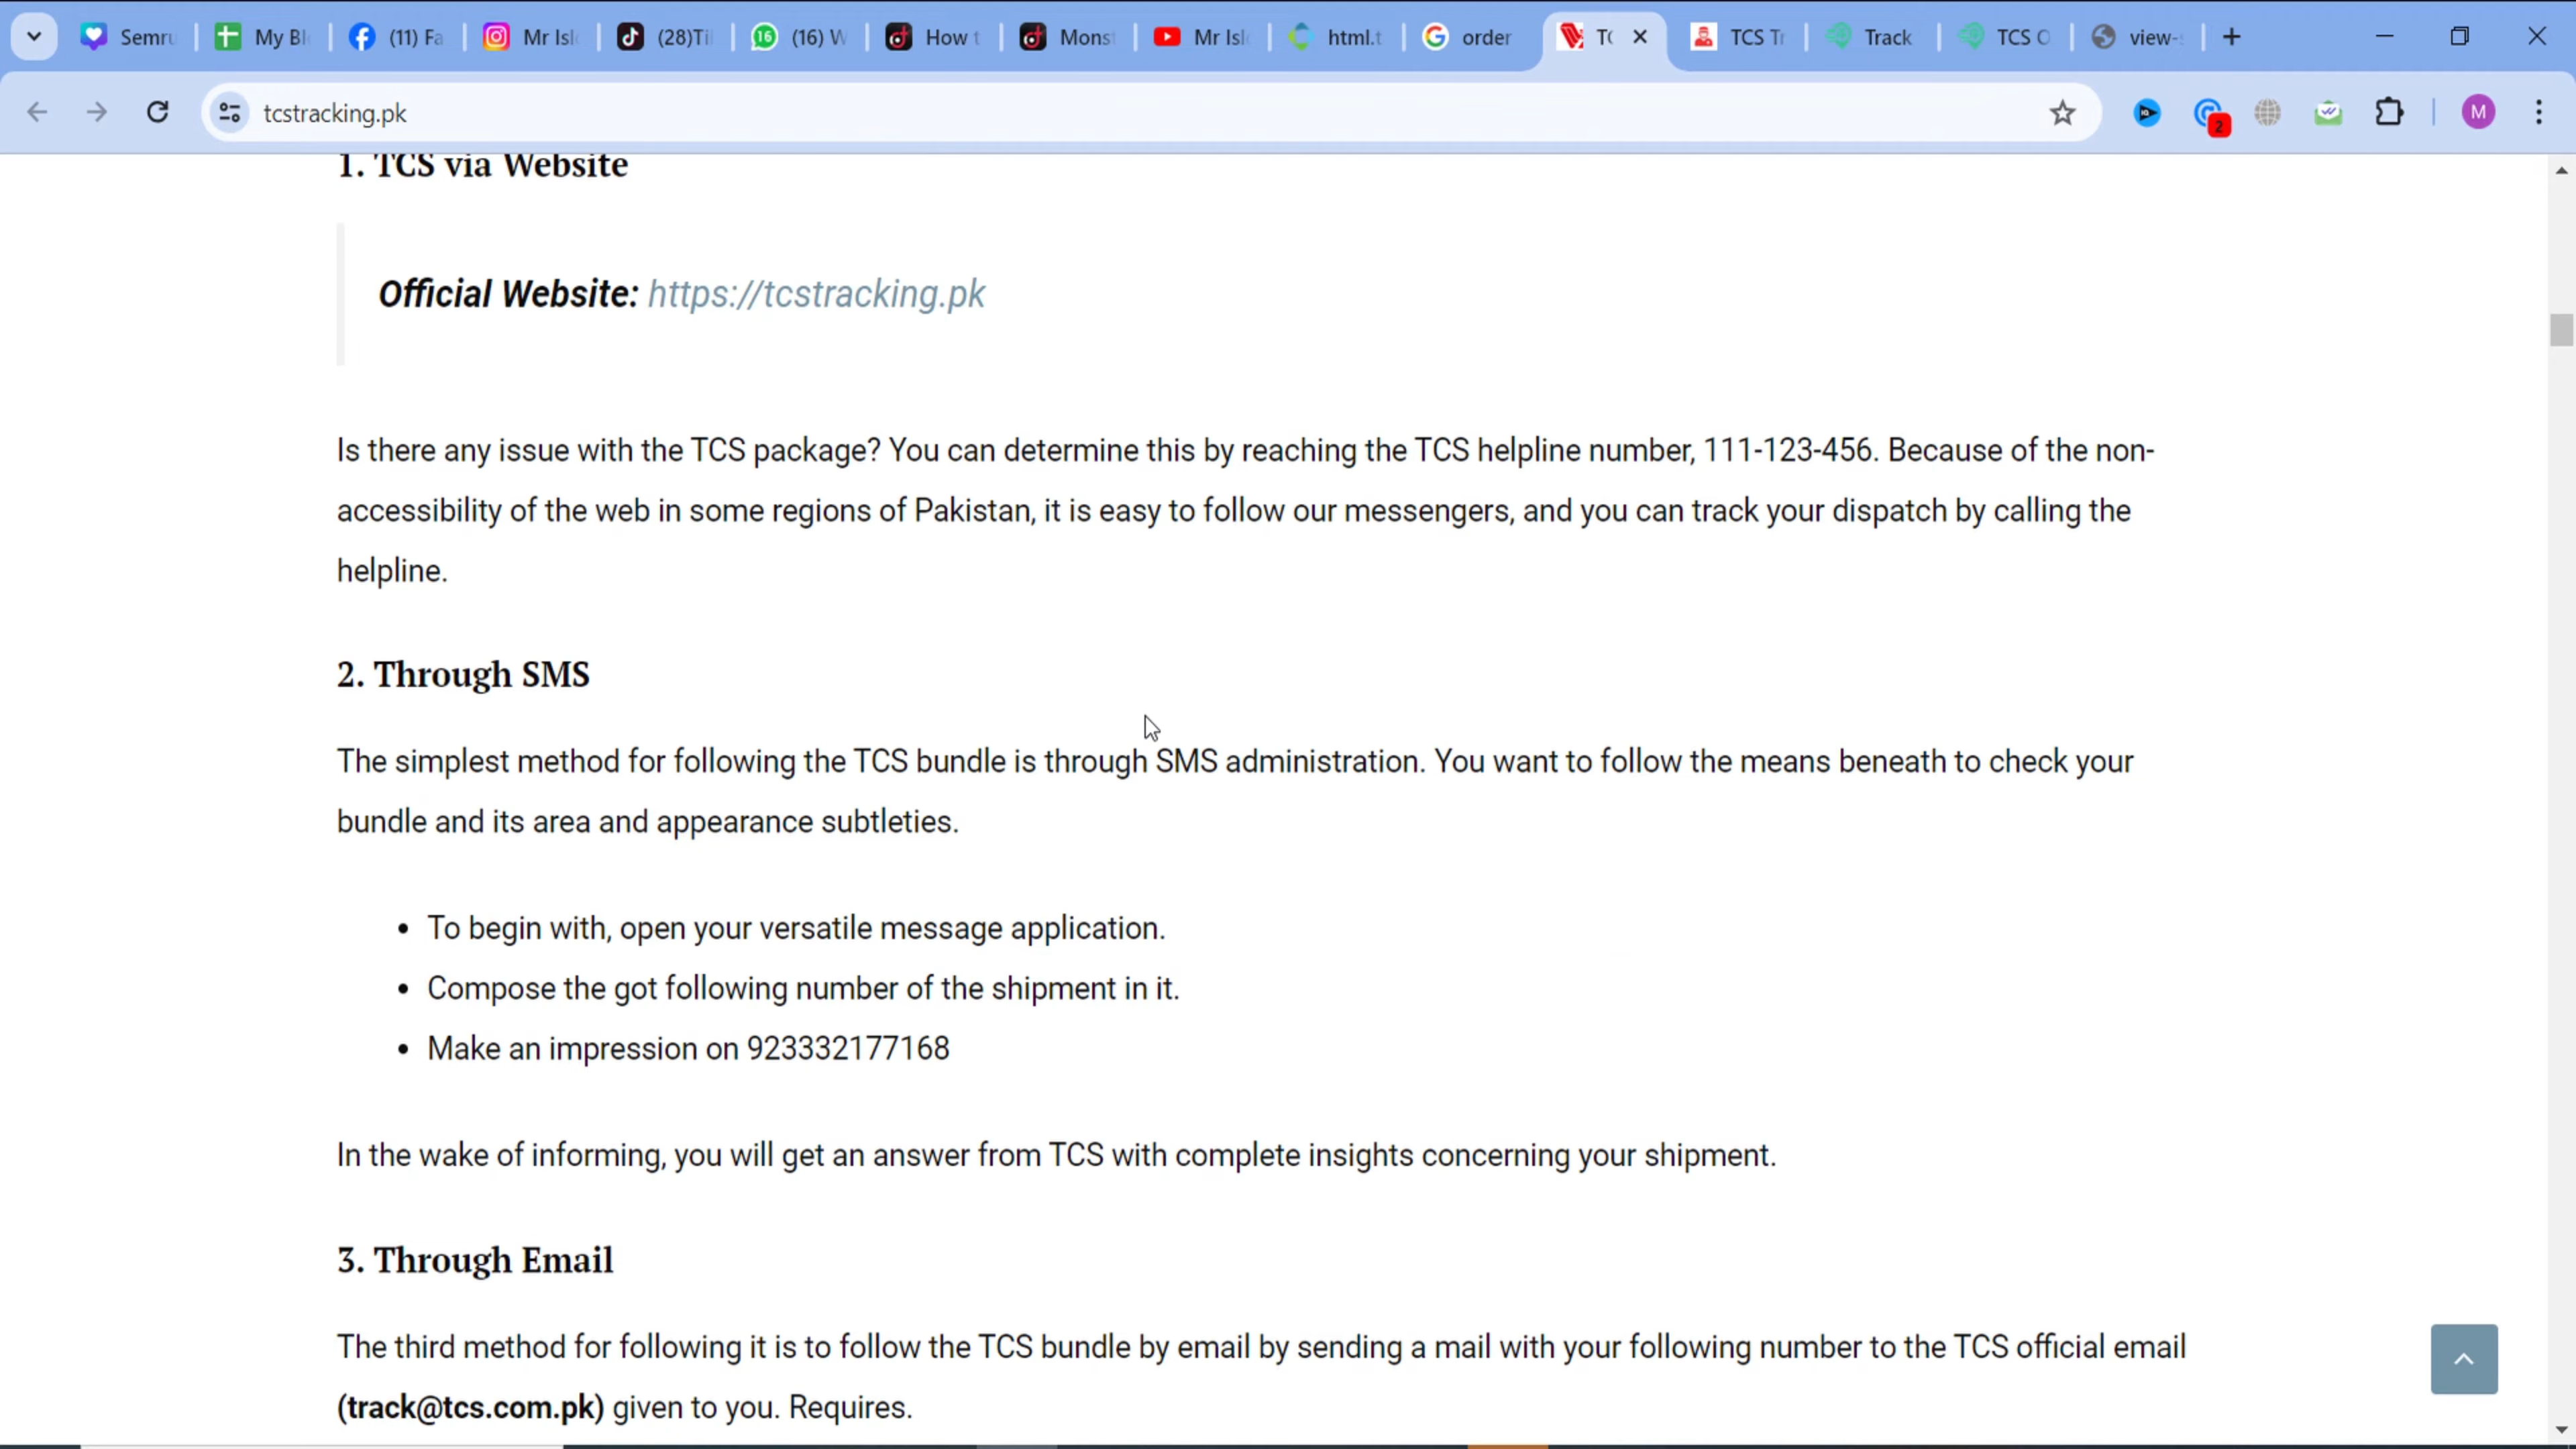 Semru
My Bl
(11) Fa
Mr Isl
(28)Ti
16
(16) W
How t
Mons
Mr Isl
html.t
order
TC
TCS Tr
Track
TCS O
view-s
tcstracking.pk
2
M
1. TCS via Website
Official Website: https://tcstracking.pk
Is there any issue with the TCS package? You can determine this by reaching the TCS helpline number, 111-123-456. Because of the non-
accessibility of the web in some regions of Pakistan, it is easy to follow our messengers, and you can track your dispatch by calling the
helpline.
2. Through SMS
The simplest method for following the TCS bundle is through SMS administration. You want to follow the means beneath to check your
bundle and its area and appearance subtleties.
• To begin with, open your versatile message application.
• Compose the got following number of the shipment in it.
• Make an impression on 923332177168
In the wake of informing, you will get an answer from TCS with complete insights concerning your shipment.
3. Through Email
The third method for following it is to follow the TCS bundle by email by sending a mail with your following number to the TCS official email
(track@tcs.com.pk) given to you. Requires.